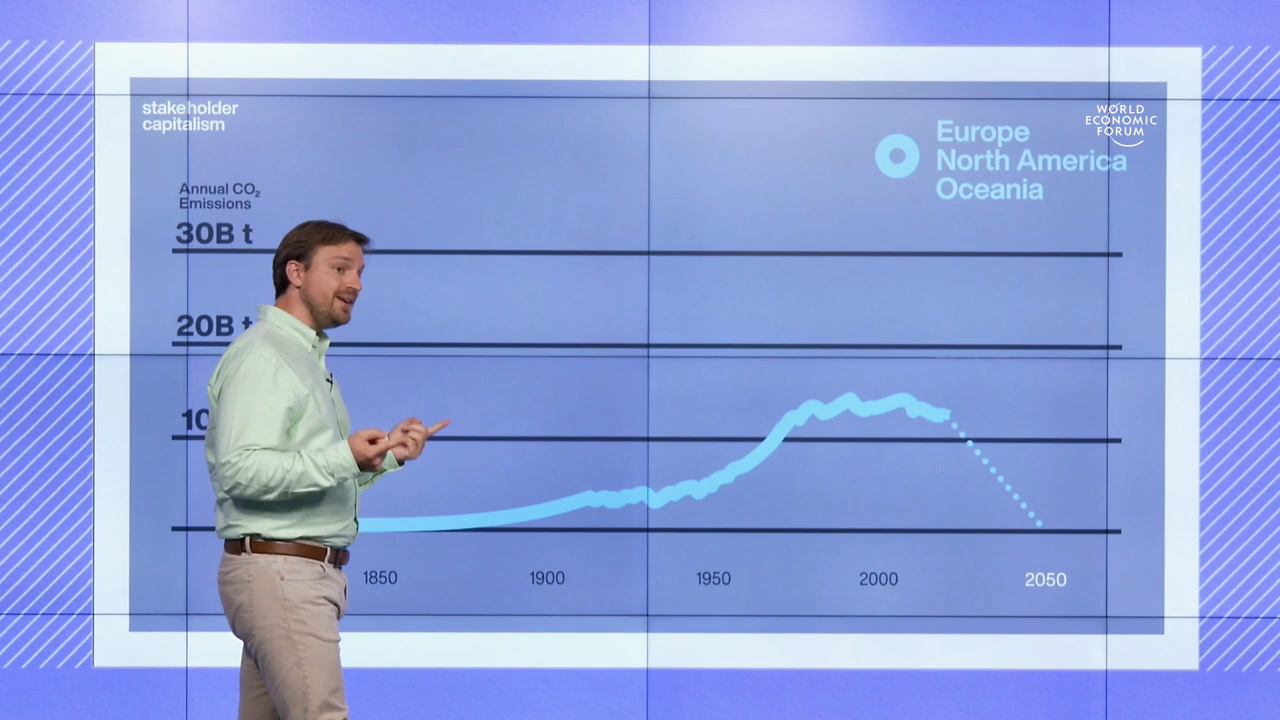 stakeholder
capitalism
WORLD
ECONOMIC
FORUM
Europe
North America
Oceania
Annual CO₂
Emissions
30B t
20B t
10
1850
1900
1950
2000
2050